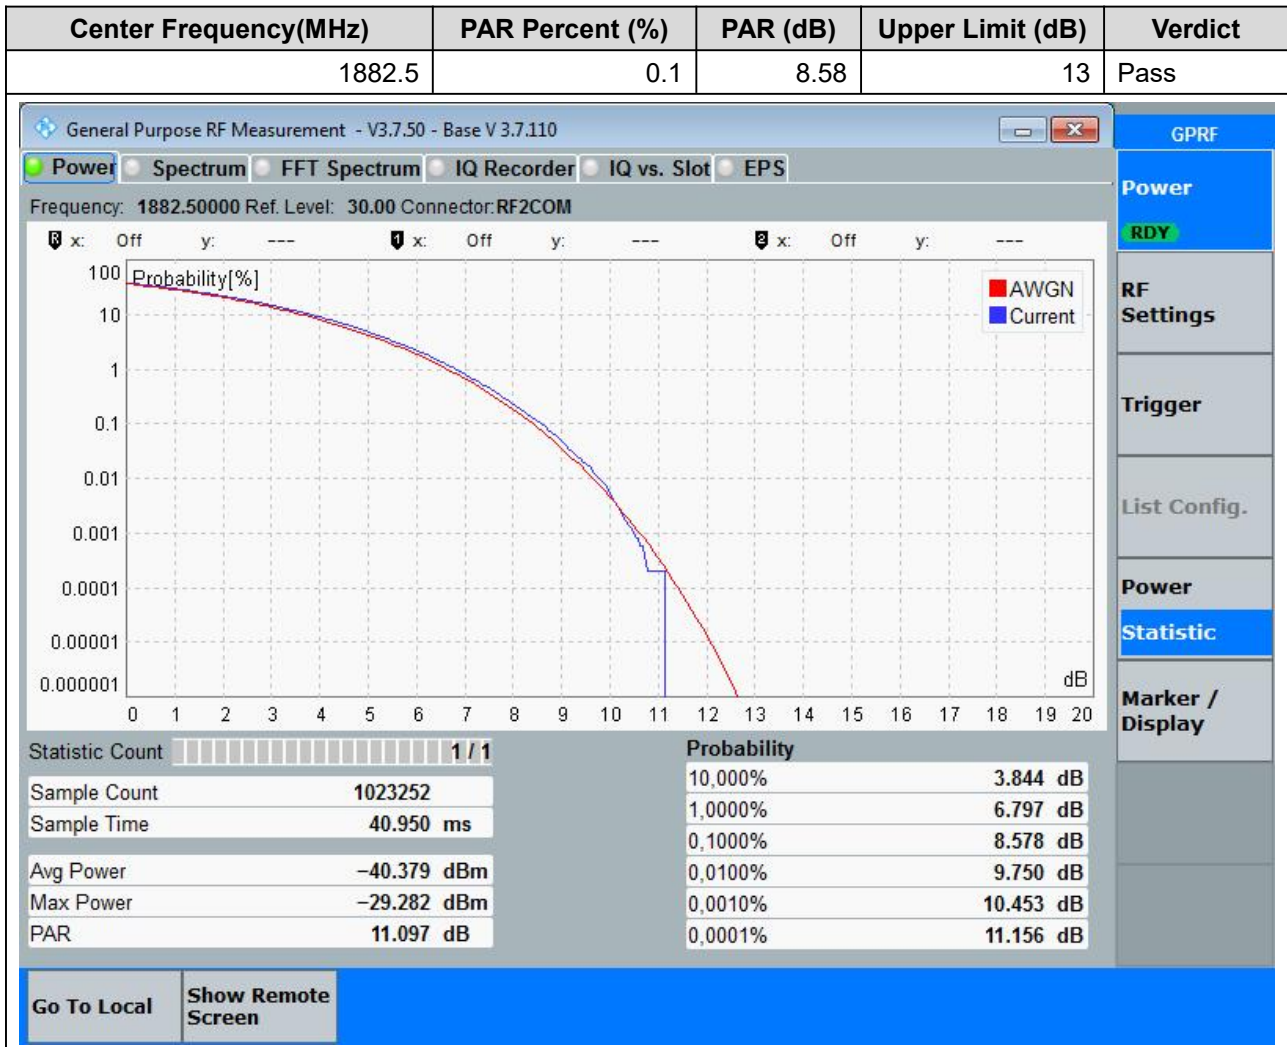 Center Frequency(MHz) PAR Percent (%) PAR (dB) Upper Limit (dB) Verdict
1882.5 0.1 8.58 13 Pass
General Purpose RF Measurement - V3.7.50 - Base V 3.7.110
GPRF
Power Spectrum FFT Spectrum IQ Recorder IQ vs. Slot EPS
Frequency: 1882.50000 Ref. Level: 30.00 Connector:RF2COM
R x: Off y: --- 1 x: Off y: --- 2 x: Off y: ---
Probability[%]
AWGN
Current
100
10
1
0.1
0.01
0.001
0.0001
0.00001
0.000001
dB
0 1 2 3 4 5 6 7 8 9 10 11 12 13 14 15 16 17 18 19 20
Statistic Count 1 / 1
Sample Count 1023252
Sample Time 40.950 ms
Avg Power −40.379 dBm
Max Power −29.282 dBm
PAR 11.097 dB
Probability
10,000% 3.844 dB
1,0000% 6.797 dB
0,1000% 8.578 dB
0,0100% 9.750 dB
0,0010% 10.453 dB
0,0001% 11.156 dB
Power
RDY
RF
Settings
Trigger
List Config.
Power
Statistic
Marker /
Display
Go To Local
Show Remote
Screen